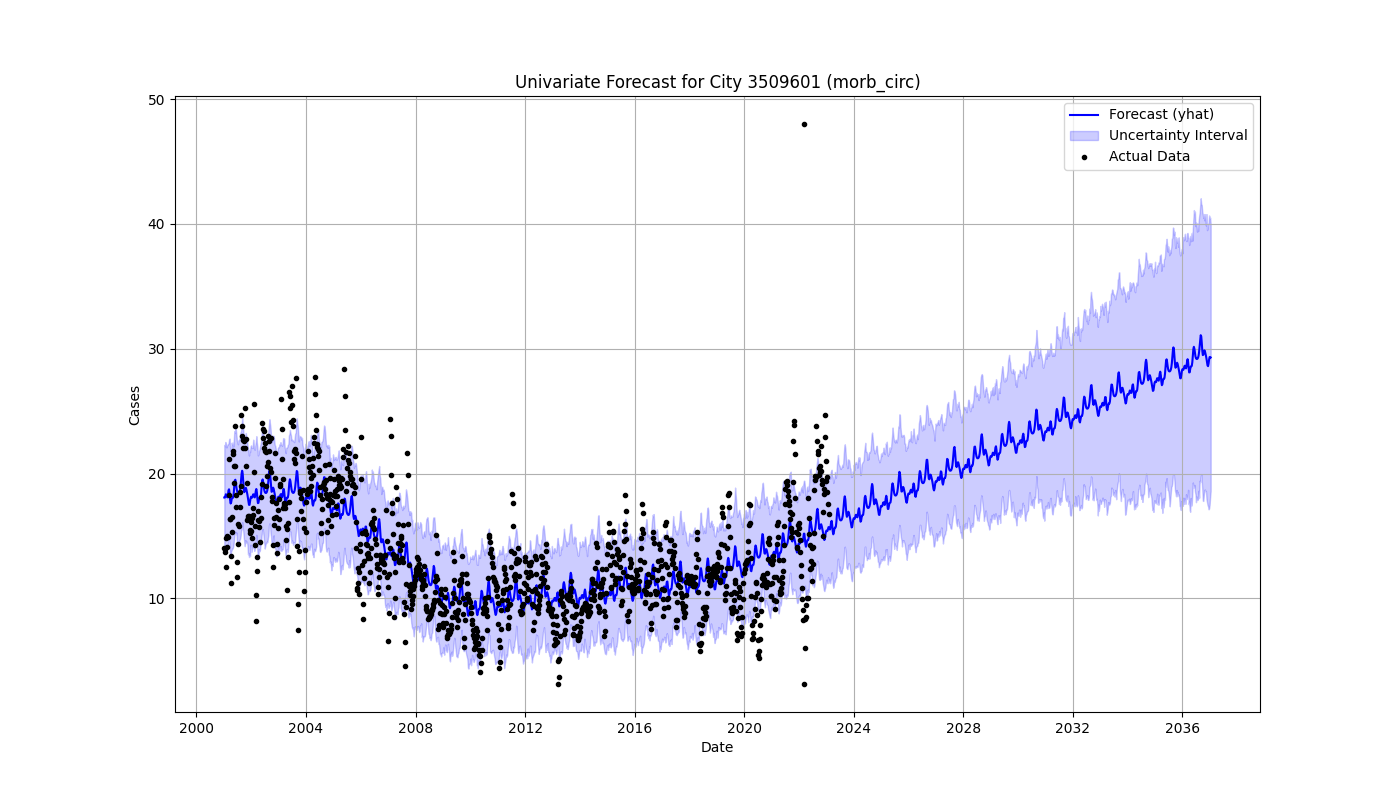 Univariate Forecast for City 3509601 (morb_circ)
Forecast (yhat)
Uncertainty Interval
Actual Data
Cases
50
40
30
20
10
2000 2004 2008 2012 2016 2020 2024 2028 2032 2036
Date